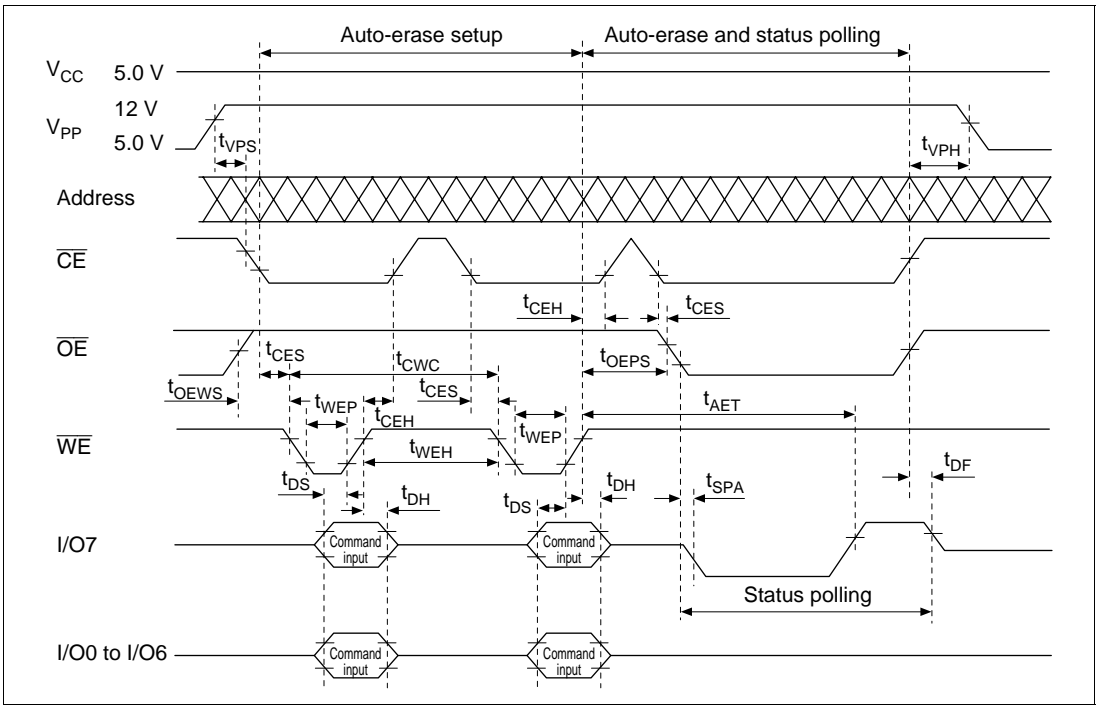 Auto-erase setup
Auto-erase and status polling
VCC 5.0 V
12 V
VPP
5.0 V
tVPS
tVPH
Address
CE
tCEH
tCES
OE
tCES
tCWC
tOEPS
tOEWS
tWEP
tCEH
tCES
tAET
WE
tWEH
tWEP
tDS
tDH
tDS
tDH
tSPA
tDF
I/O7
Command
input
Command
input
Status polling
I/O0 to I/O6
Command
input
Command
input